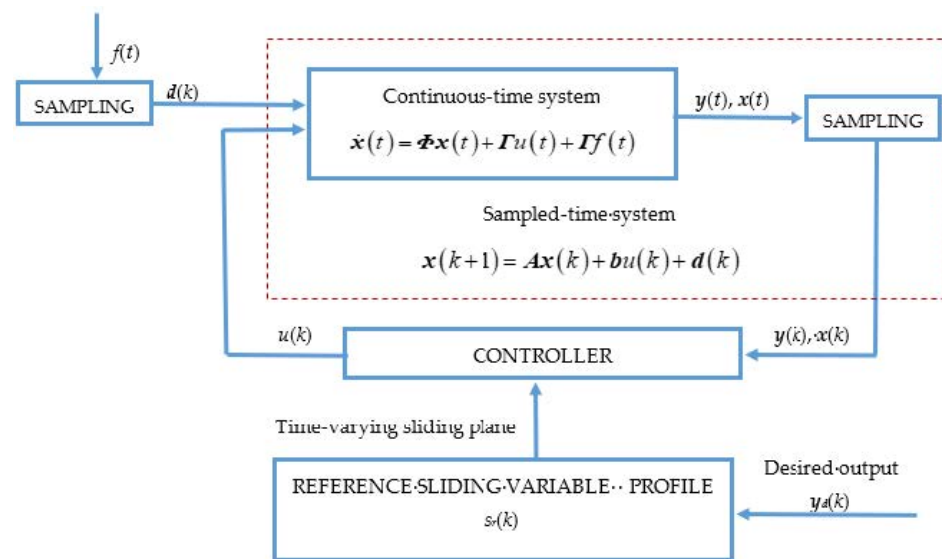 f(t)
SAMPLING
d(k)
Continuous-time system
ẋ(t) = Φx(t) + Γu(t) + Γf(t)
y(t), x(t)
SAMPLING
Sampled-time·system
x(k+1) = Ax(k) + bu(k) + d(k)
u(k)
CONTROLLER
y(k),·x(k)
Time-varying sliding plane
REFERENCE·SLIDING·VARIABLE·· PROFILE
sᵣ(k)
Desired·output
y_d(k)